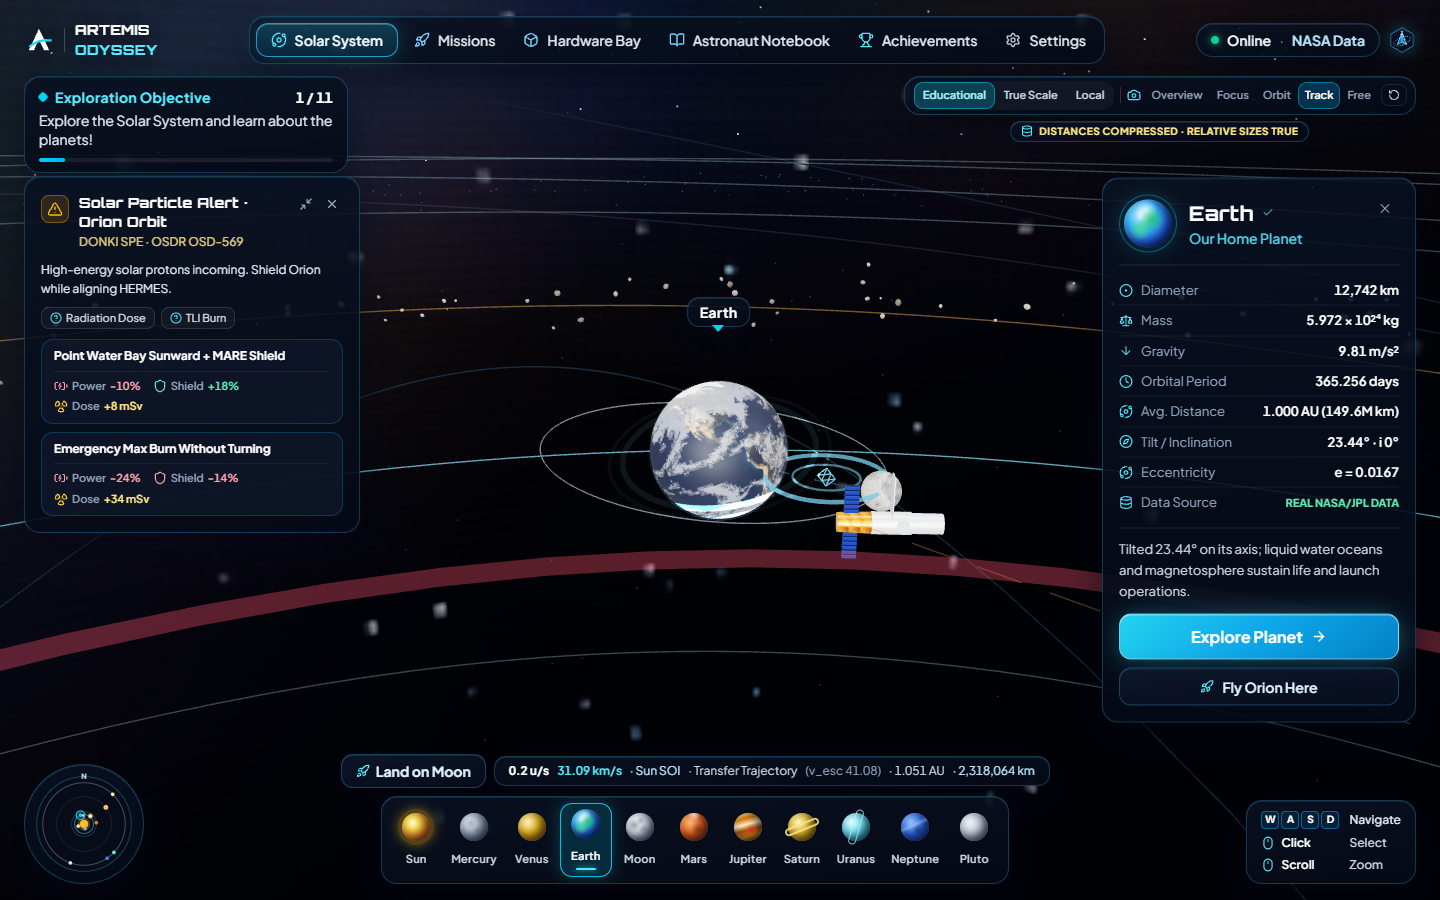 ARTEMIS
ODYSSEY
Solar System
Missions
Hardware Bay
Astronaut Notebook
Achievements
Settings
Online · NASA Data
Exploration Objective 1 / 11
Explore the Solar System and learn about the
planets!
Educational True Scale Local Overview Focus Orbit Track Free
DISTANCES COMPRESSED · RELATIVE SIZES TRUE
Solar Particle Alert ·
Orion Orbit
DONKI SPE · OSDR OSD-569
High-energy solar protons incoming. Shield Orion
while aligning HERMES.
Radiation Dose TLI Burn
Point Water Bay Sunward + MARE Shield
Power -10% Shield +18%
Dose +8 mSv
Emergency Max Burn Without Turning
Power -24% Shield -14%
Dose +34 mSv
Earth
Earth ✓
Our Home Planet
Diameter 12,742 km
Mass 5.972 × 10²⁴ kg
Gravity 9.81 m/s²
Orbital Period 365.256 days
Avg. Distance 1.000 AU (149.6M km)
Tilt / Inclination 23.44° · i 0°
Eccentricity e = 0.0167
Data Source REAL NASA/JPL DATA
Tilted 23.44° on its axis; liquid water oceans
and magnetosphere sustain life and launch
operations.
Explore Planet →
Fly Orion Here
Land on Moon
0.2 u/s 31.09 km/s · Sun SOI · Transfer Trajectory (v_esc 41.08) · 1.051 AU · 2,318,064 km
N
Sun Mercury Venus Earth Moon Mars Jupiter Saturn Uranus Neptune Pluto
W A S D Navigate
Click Select
Scroll Zoom